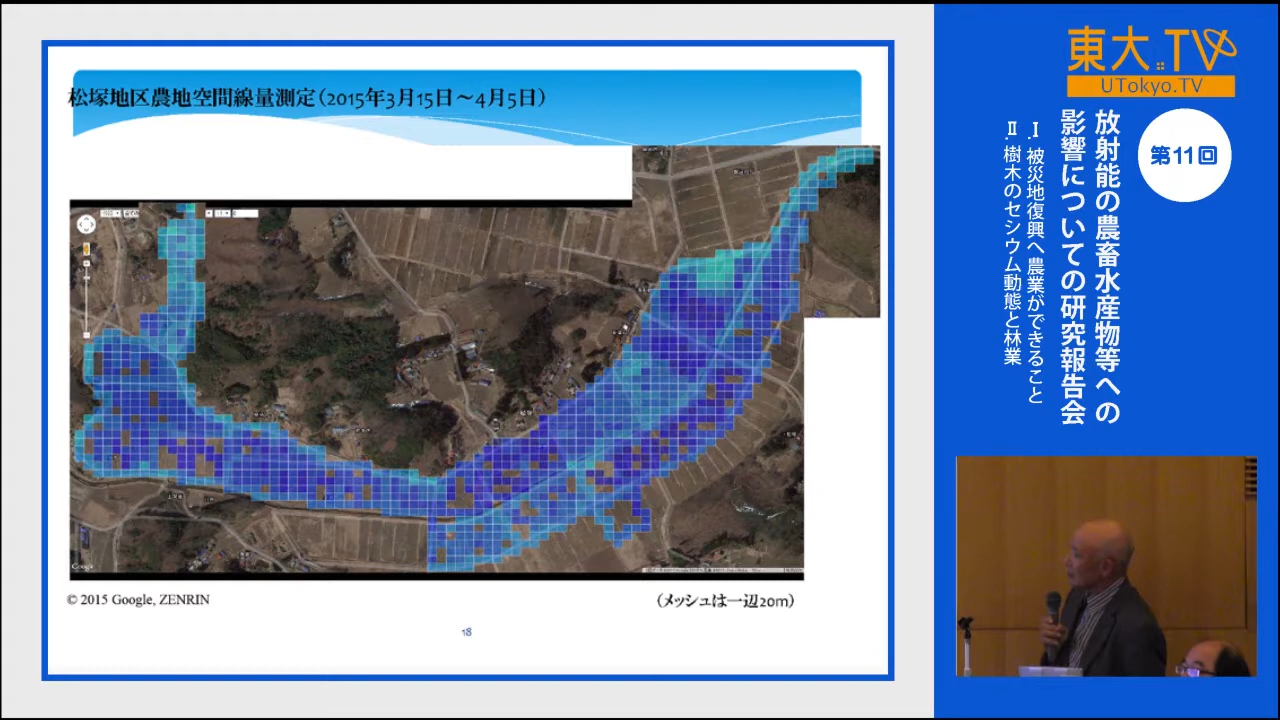 松塚地区農地空間線量測定(2015年3月15日～4月5日)
Google
© 2015 Google, ZENRIN
(メッシュは一辺20m)
18
東大TV
UTokyo.TV
第11回
放射能の農畜水産物等への
影響についての研究報告会
Ⅰ.被災地復興へ農業ができること
Ⅱ.樹木のセシウム動態と林業